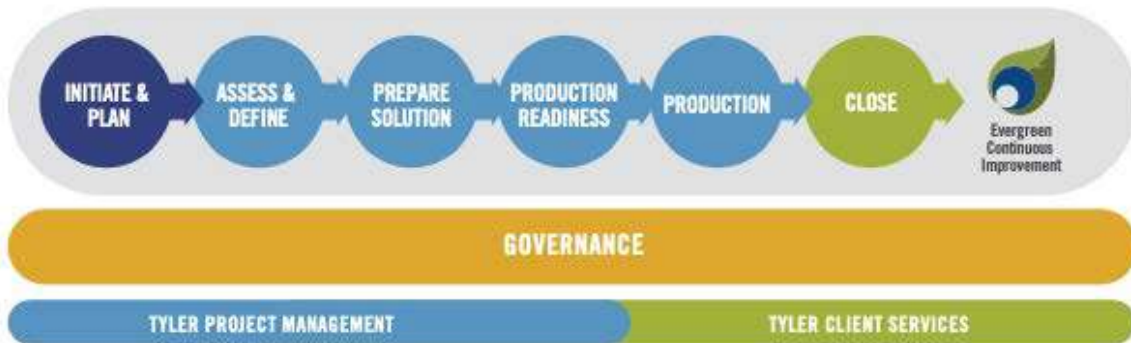 INITIATE &
PLAN
ASSESS &
DEFINE
PREPARE
SOLUTION
PRODUCTION
READINESS
PRODUCTION
CLOSE
Evergreen
Continuous
Improvement
GOVERNANCE
TYLER PROJECT MANAGEMENT
TYLER CLIENT SERVICES